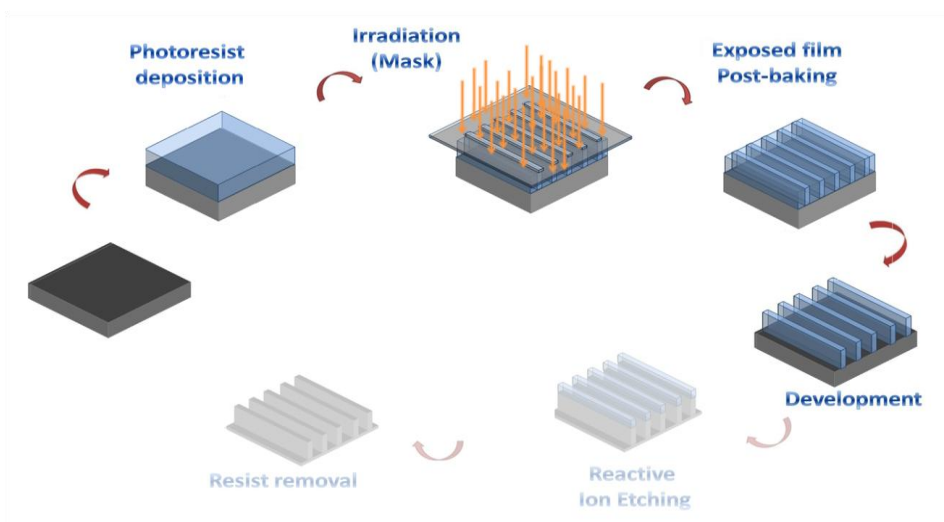 Photoresist
deposition
Irradiation
(Mask)
Exposed film
Post-baking
Development
Reactive
Ion Etching
Resist removal